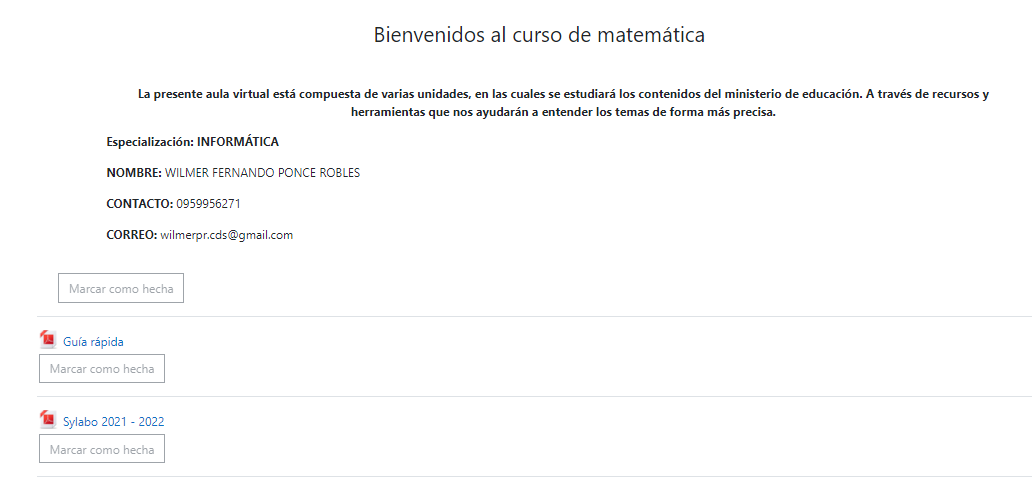 Bienvenidos al curso de matemática
La presente aula virtual está compuesta de varias unidades, en las cuales se estudiará los contenidos del ministerio de educación. A través de recursos y
herramientas que nos ayudarán a entender los temas de forma más precisa.
Especialización: INFORMÁTICA
NOMBRE: WILMER FERNANDO PONCE ROBLES
CONTACTO: 0959956271
CORREO: wilmerpr.cds@gmail.com
Marcar como hecha
Guía rápida
Marcar como hecha
Sylabo 2021 - 2022
Marcar como hecha